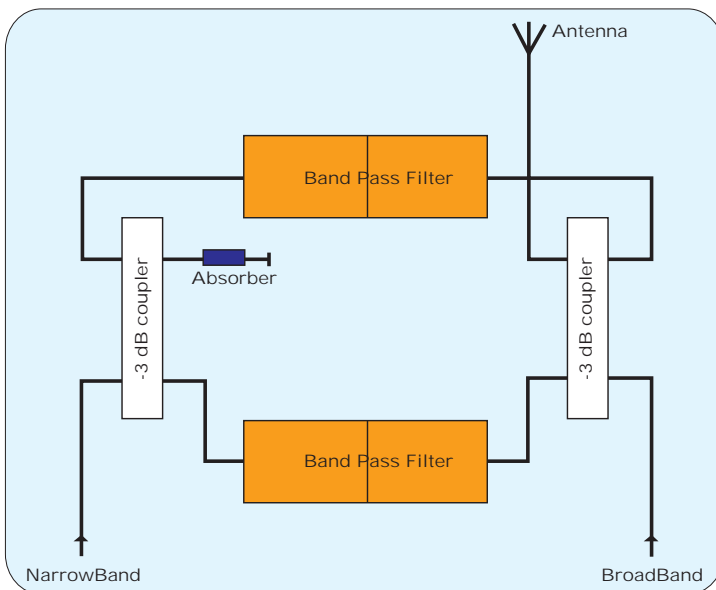 Antenna
Band Pass Filter
Absorber
-3 dB coupler
-3 dB coupler
Band Pass Filter
NarrowBand
BroadBand